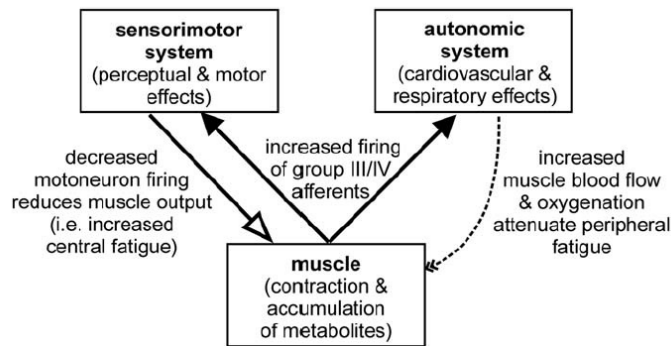 sensorimotor
system
(perceptual & motor
effects)
autonomic
system
(cardiovascular &
respiratory effects)
decreased
motoneuron firing
reduces muscle output
(i.e. increased
central fatigue)
increased firing
of group III/IV
afferents
increased
muscle blood flow
& oxygenation
attenuate peripheral
fatigue
muscle
(contraction &
accumulation
of metabolites)